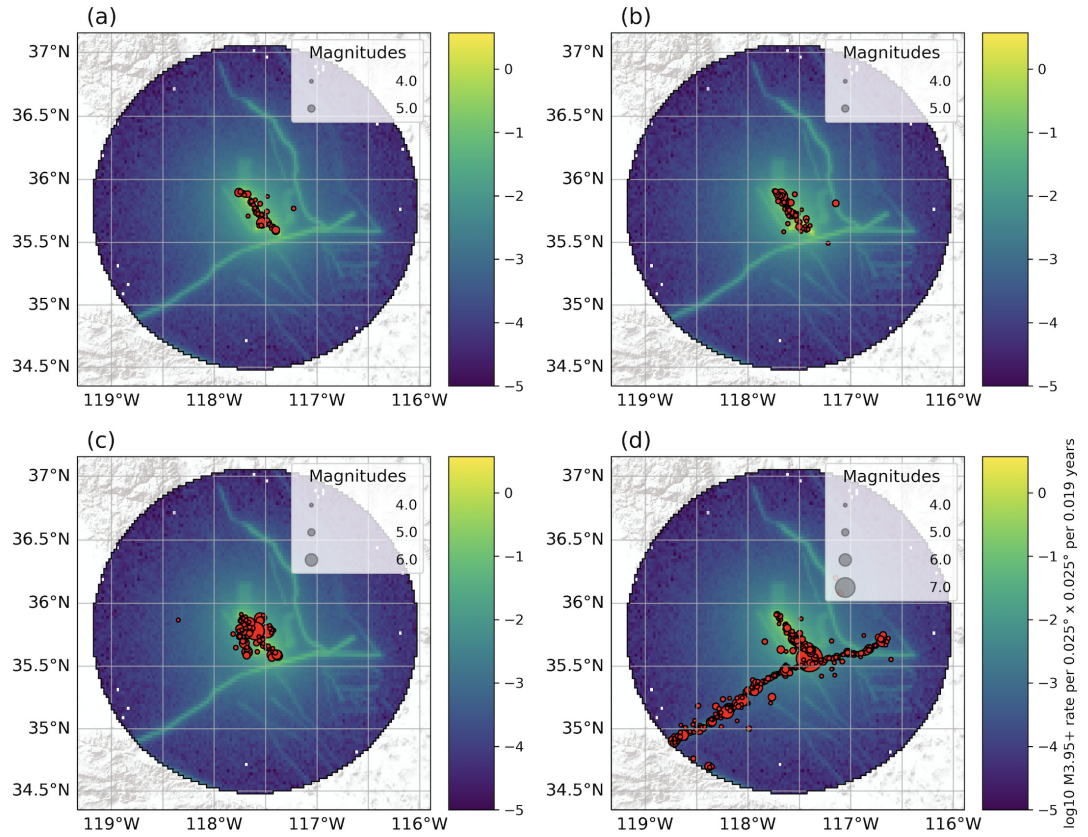 (a)
37°N
36.5°N
36°N
35.5°N
35°N
34.5°N
119°W 118°W 117°W 116°W
Magnitudes
4.0
5.0
0
−1
−2
−3
−4
−5
(b)
37°N
36.5°N
36°N
35.5°N
35°N
34.5°N
119°W 118°W 117°W 116°W
Magnitudes
4.0
5.0
0
−1
−2
−3
−4
−5
(c)
37°N
36.5°N
36°N
35.5°N
35°N
34.5°N
119°W 118°W 117°W 116°W
Magnitudes
4.0
5.0
6.0
0
−1
−2
−3
−4
−5
(d)
37°N
36.5°N
36°N
35.5°N
35°N
34.5°N
119°W 118°W 117°W 116°W
Magnitudes
4.0
5.0
6.0
7.0
0
−1
−2
−3
−4
−5
log10 M3.95+ rate per 0.025° x 0.025° per 0.019 years